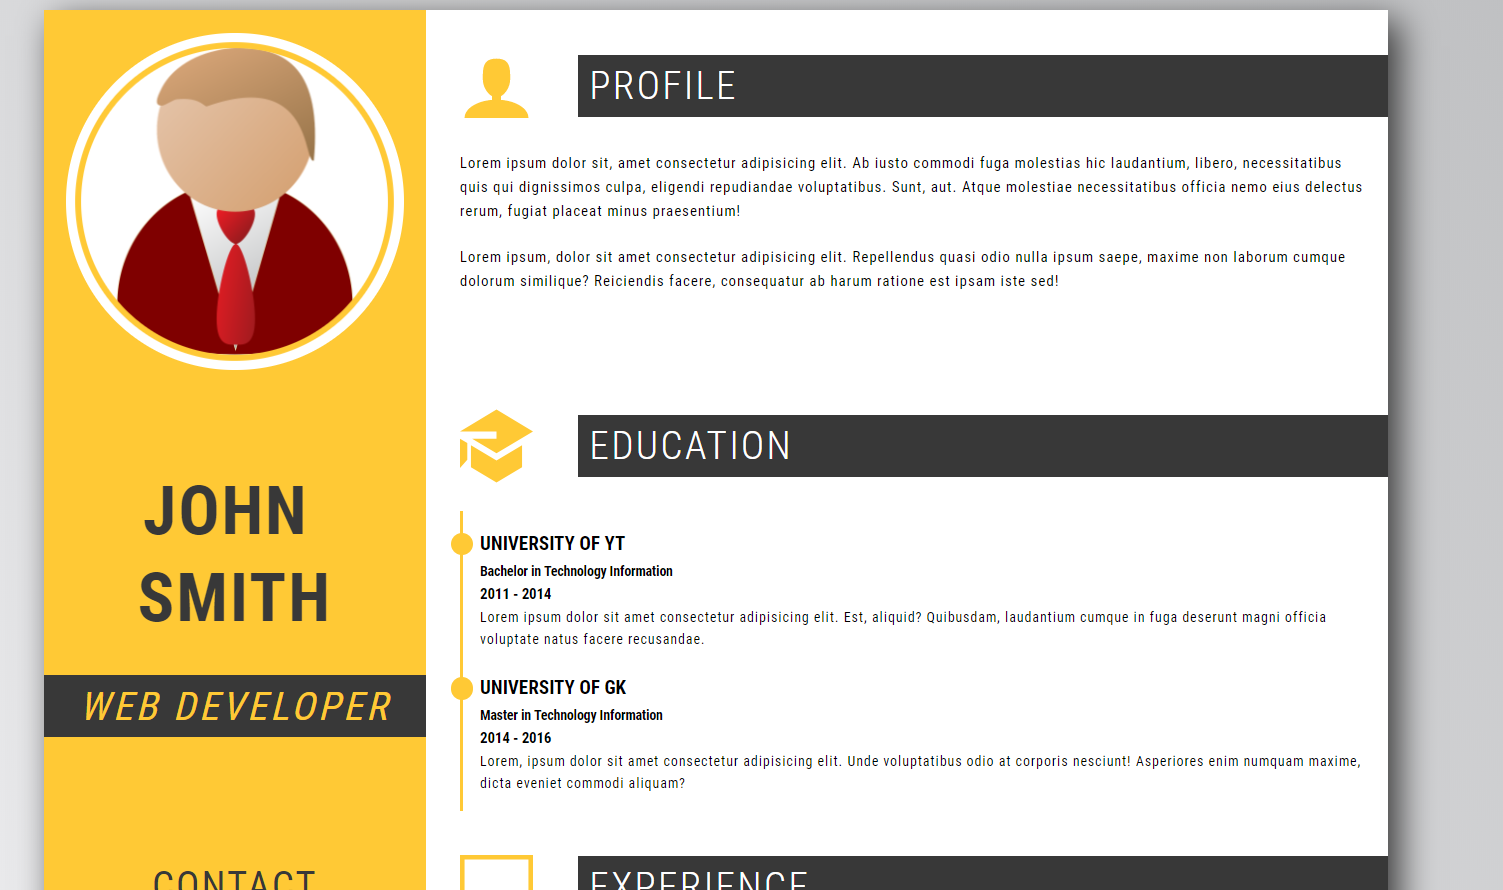 JOHN
SMITH
WEB DEVELOPER
CONTACT
PROFILE
Lorem ipsum dolor sit, amet consectetur adipisicing elit. Ab iusto commodi fuga molestias hic laudantium, libero, necessitatibus
quis qui dignissimos culpa, eligendi repudiandae voluptatibus. Sunt, aut. Atque molestiae necessitatibus officia nemo eius delectus
rerum, fugiat placeat minus praesentium!
Lorem ipsum, dolor sit amet consectetur adipisicing elit. Repellendus quasi odio nulla ipsum saepe, maxime non laborum cumque
dolorum similique? Reiciendis facere, consequatur ab harum ratione est ipsam iste sed!
EDUCATION
UNIVERSITY OF YT
Bachelor in Technology Information
2011 - 2014
Lorem ipsum dolor sit amet consectetur adipisicing elit. Est, aliquid? Quibusdam, laudantium cumque in fuga deserunt magni officia
voluptate natus facere recusandae.
UNIVERSITY OF GK
Master in Technology Information
2014 - 2016
Lorem, ipsum dolor sit amet consectetur adipisicing elit. Unde voluptatibus odio at corporis nesciunt! Asperiores enim numquam maxime,
dicta eveniet commodi aliquam?
EXPERIENCE